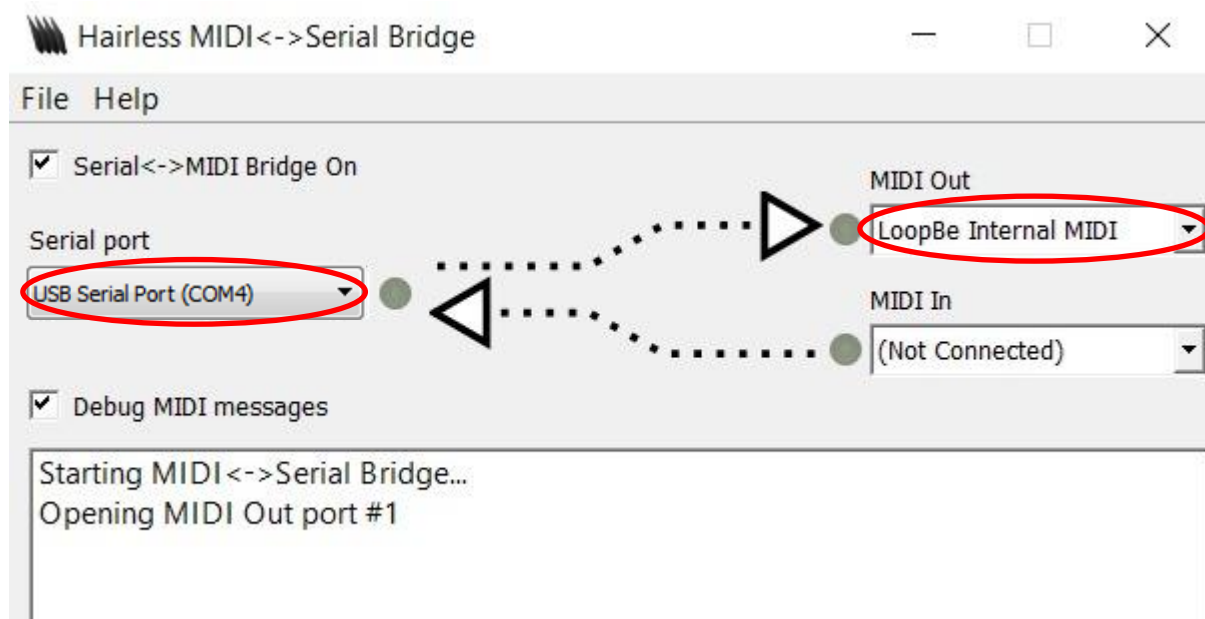 Hairless MIDI<->Serial Bridge
File Help
Serial<->MIDI Bridge On
MIDI Out
LoopBe Internal MIDI
Serial port
USB Serial Port (COM4)
MIDI In
(Not Connected)
Debug MIDI messages
Starting MIDI<->Serial Bridge...
Opening MIDI Out port #1